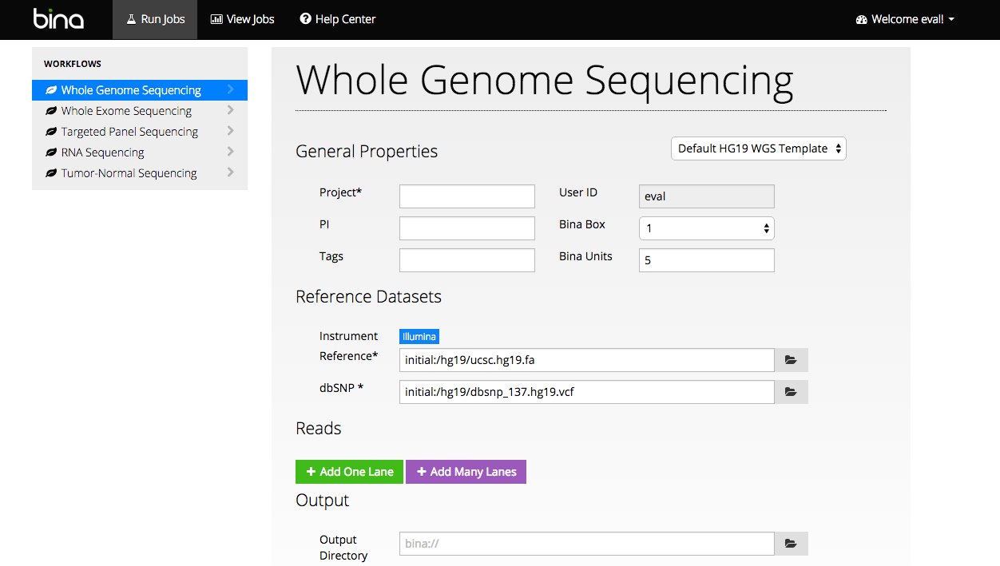 bina Run Jobs View Jobs Help Center Welcome eval!
WORKFLOWS
Whole Genome Sequencing
Whole Exome Sequencing
Targeted Panel Sequencing
RNA Sequencing
Tumor-Normal Sequencing
Whole Genome Sequencing
General Properties Default HG19 WGS Template
Project* User ID eval
PI Bina Box 1
Tags Bina Units 5
Reference Datasets
Instrument Illumina
Reference* initial:/hg19/ucsc.hg19.fa
dbSNP * initial:/hg19/dbsnp_137.hg19.vcf
Reads
+ Add One Lane + Add Many Lanes
Output
Output Directory bina://